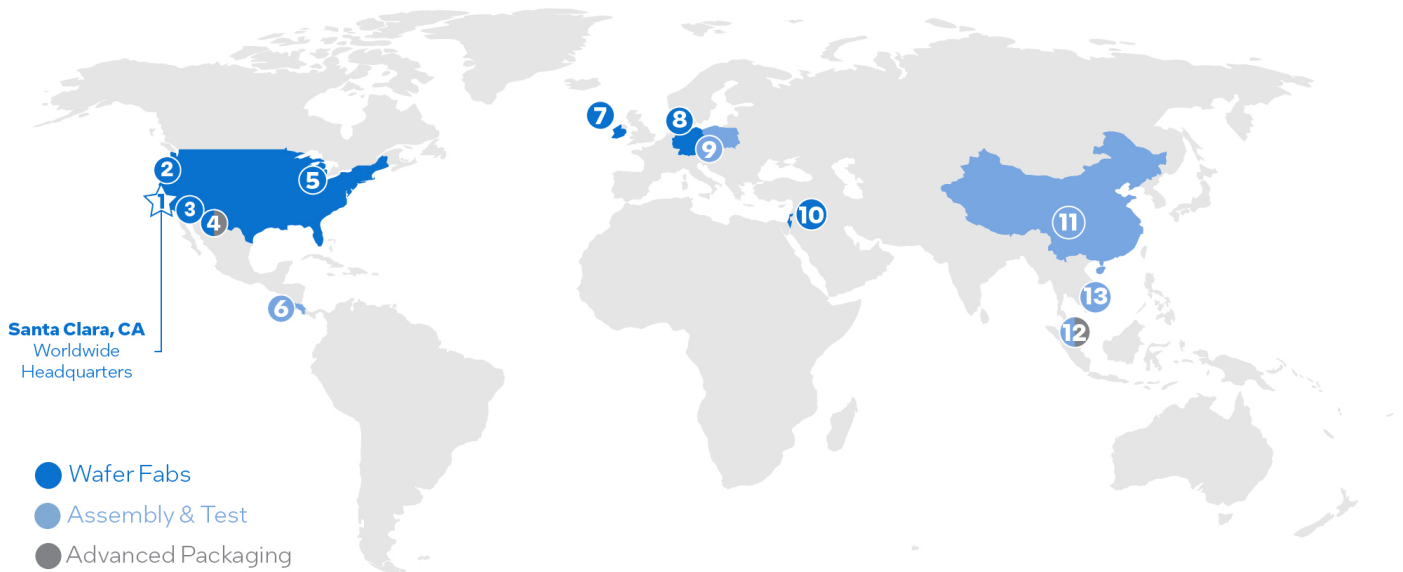 7
8
9
2
5
1
3
4
10
11
13
6
12
Santa Clara, CA
Worldwide
Headquarters
Wafer Fabs
Assembly & Test
Advanced Packaging